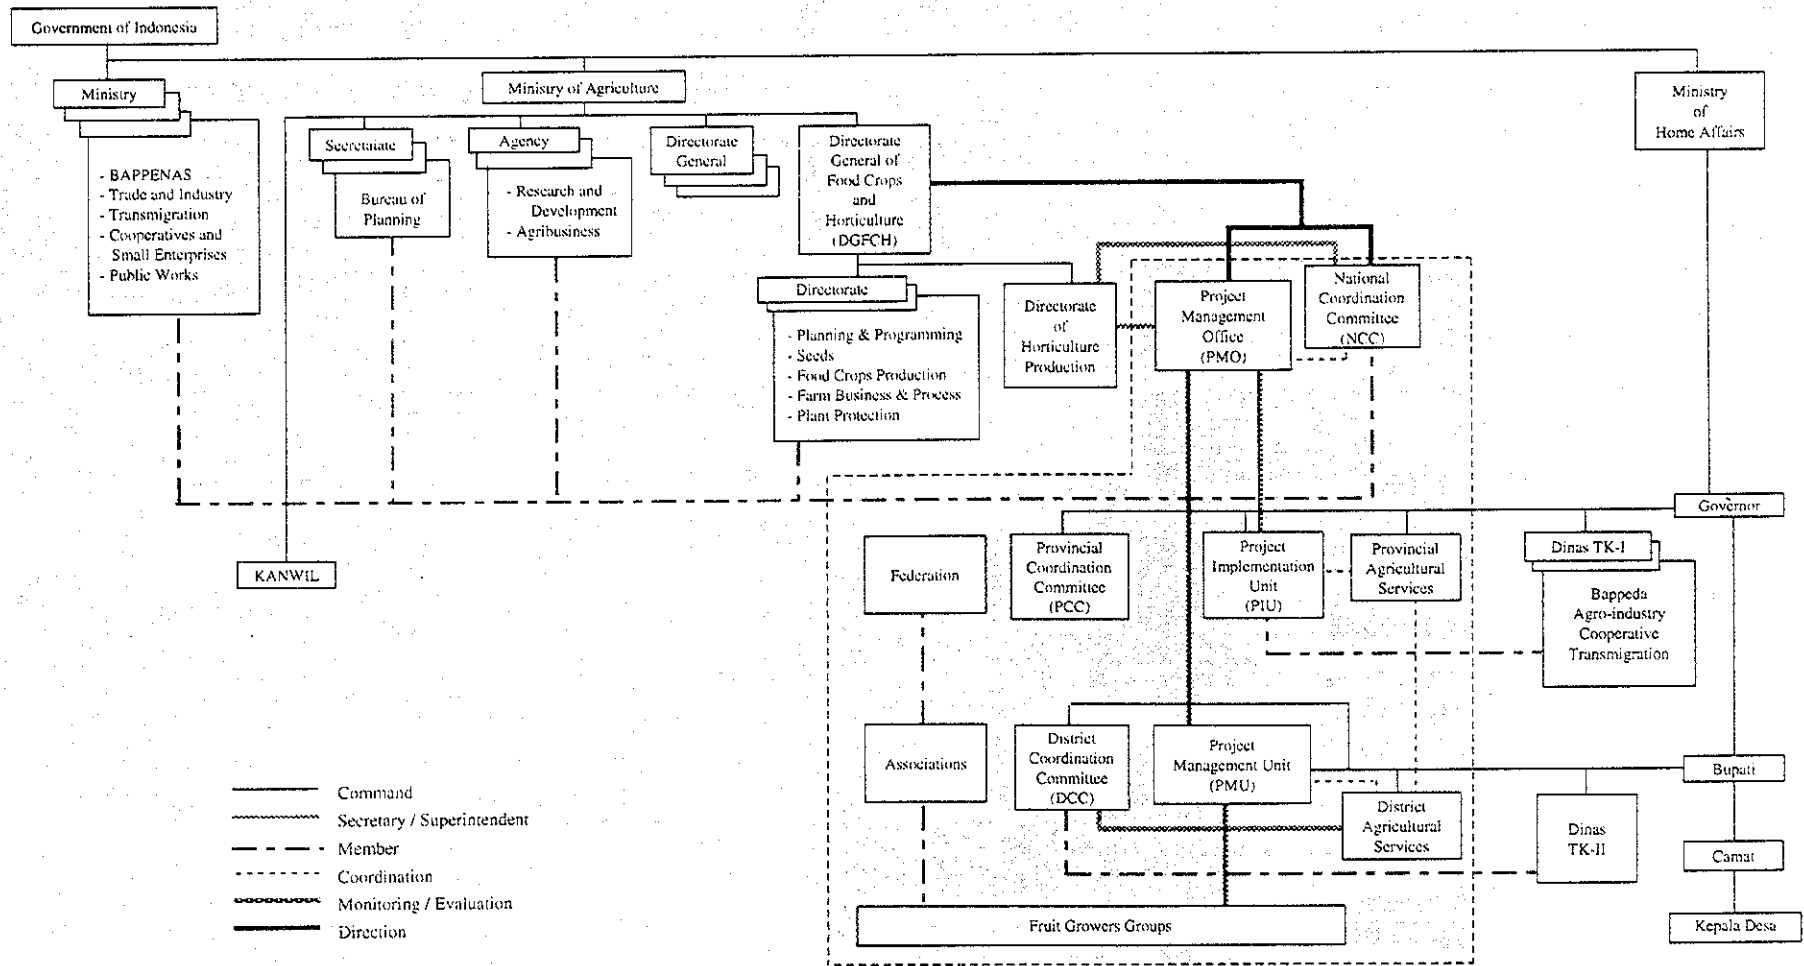 Government of Indonesia
Ministry
- BAPPENAS
- Trade and Industry
- Transmigration
- Cooperatives and
Small Enterprises
- Public Works
Ministry of Agriculture
Secretaiate
Bureau of
Planning
Agency
- Research and
Development
- Agribusiness
Directorate
General
Directorate
General of
Food Crops
and
Horticulture
(DGFCH)
Ministry
of
Home Affairs
Directorate
- Planning & Programming
- Seeds
- Food Crops Production
- Farm Business & Process
- Plant Protection
Directorate
of
Horticulture
Production
Project
Management
Office
(PMO)
National
Coordination
Committee
(NCC)
Governor
KANWIL
Federation
Provincial
Coordination
Committee
(PCC)
Project
Implementation
Unit
(PIU)
Provincial
Agricultural
Services
Dinas TK-I
Bappeda
Agro-industry
Cooperative
Transmigration
Associations
District
Coordination
Committee
(DCC)
Project
Management Unit
(PMU)
District
Agricultural
Services
Dinas
TK-II
Bupati
Camat
Kepala Desa
Fruit Growers Groups
Command
Secretary / Superintendent
Member
Coordination
Monitoring / Evaluation
Direction